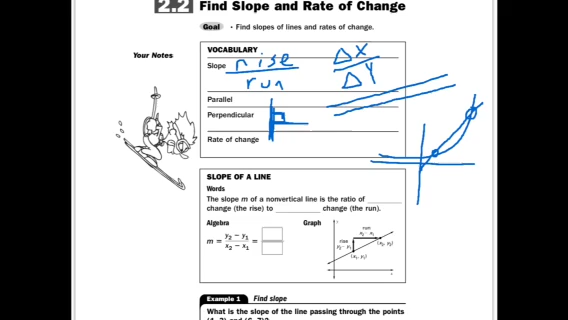 2.2 Find Slope and Rate of Change
Goal • Find slopes of lines and rates of change.
Your Notes
VOCABULARY
Slope rise / run Δx / Δy
Parallel
Perpendicular
Rate of change
SLOPE OF A LINE
Words
The slope m of a nonvertical line is the ratio of ________
change (the rise) to ________ change (the run).
Algebra Graph
m = y2 − y1 / x2 − x1 =
run
x2 − x1
rise
y2 − y1
(x2, y2)
(x1, y1)
Example 1 Find slope
What is the slope of the line passing through the points